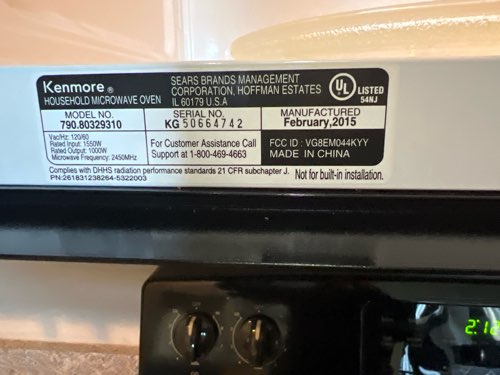 Kenmore®
HOUSEHOLD MICROWAVE OVEN
SEARS BRANDS MANAGEMENT
CORPORATION, HOFFMAN ESTATES
IL 60179 U.S.A
UL LISTED
54NJ
MODEL NO.
790.80329310
SERIAL NO.
KG 50664742
MANUFACTURED
February,2015
Vac/Hz: 120/60
Rated Input: 1550W
Rated Output: 1000W
Microwave Frequency: 2450MHz
For Customer Assistance Call
Support at 1-800-469-4663
FCC ID : VG8EM044KYY
MADE IN CHINA
Complies with DHHS radiation performance standards 21 CFR subchapter J.
PN:261831238264-5322003
Not for built-in installation.
2:12